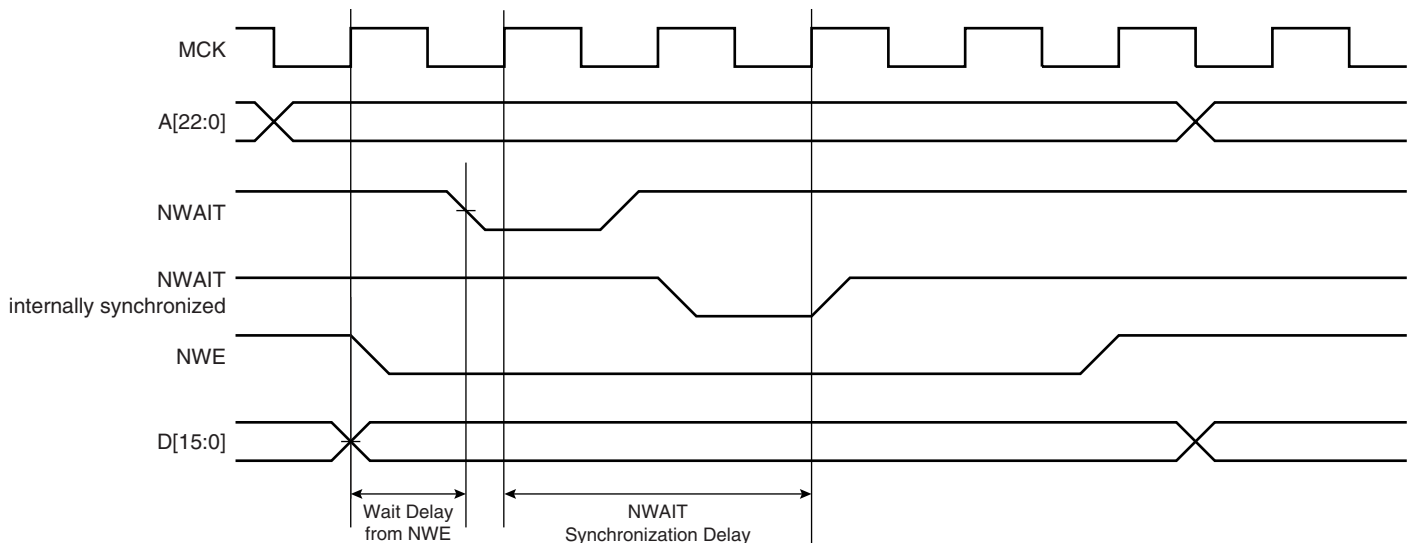 MCK
A[22:0]
NWAIT
NWAIT
internally synchronized
NWE
D[15:0]
Wait Delay
from NWE
NWAIT
Synchronization Delay